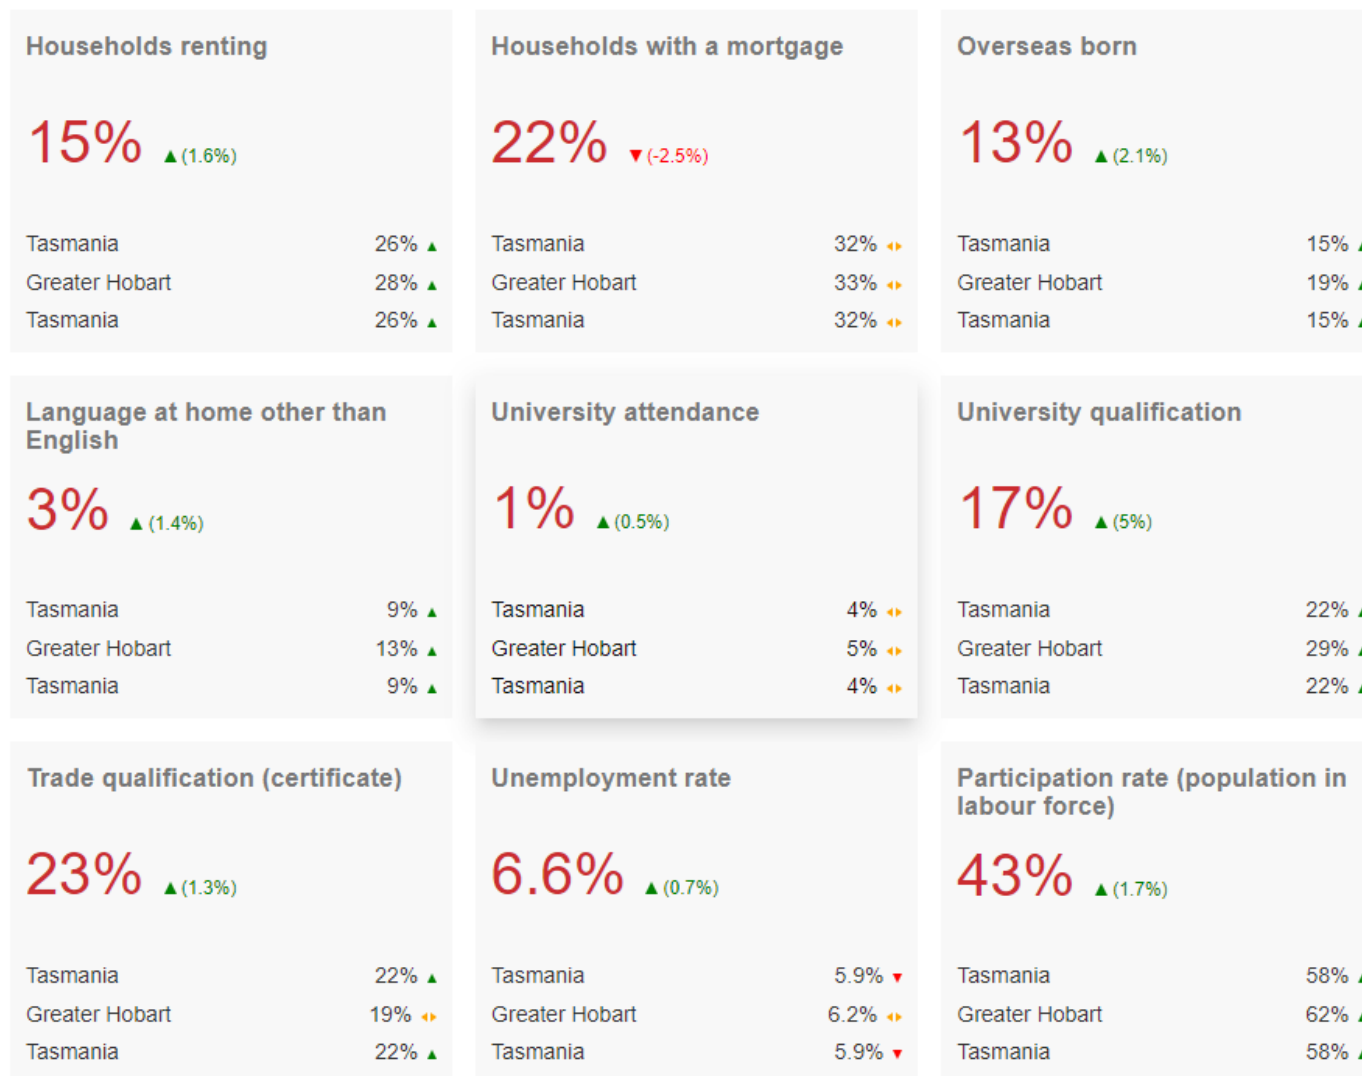 Households renting
15% ▲ (1.6%)
Tasmania 26% ▲
Greater Hobart 28% ▲
Tasmania 26% ▲
Households with a mortgage
22% ▼ (-2.5%)
Tasmania 32% ◂▸
Greater Hobart 33% ◂▸
Tasmania 32% ◂▸
Overseas born
13% ▲ (2.1%)
Tasmania 15% ▲
Greater Hobart 19% ▲
Tasmania 15% ▲
Language at home other than
English
3% ▲ (1.4%)
Tasmania 9% ▲
Greater Hobart 13% ▲
Tasmania 9% ▲
University attendance
1% ▲ (0.5%)
Tasmania 4% ◂▸
Greater Hobart 5% ◂▸
Tasmania 4% ◂▸
University qualification
17% ▲ (5%)
Tasmania 22% ▲
Greater Hobart 29% ▲
Tasmania 22% ▲
Trade qualification (certificate)
23% ▲ (1.3%)
Tasmania 22% ▲
Greater Hobart 19% ◂▸
Tasmania 22% ▲
Unemployment rate
6.6% ▲ (0.7%)
Tasmania 5.9% ▼
Greater Hobart 6.2% ◂▸
Tasmania 5.9% ▼
Participation rate (population in
labour force)
43% ▲ (1.7%)
Tasmania 58% ▲
Greater Hobart 62% ▲
Tasmania 58% ▲